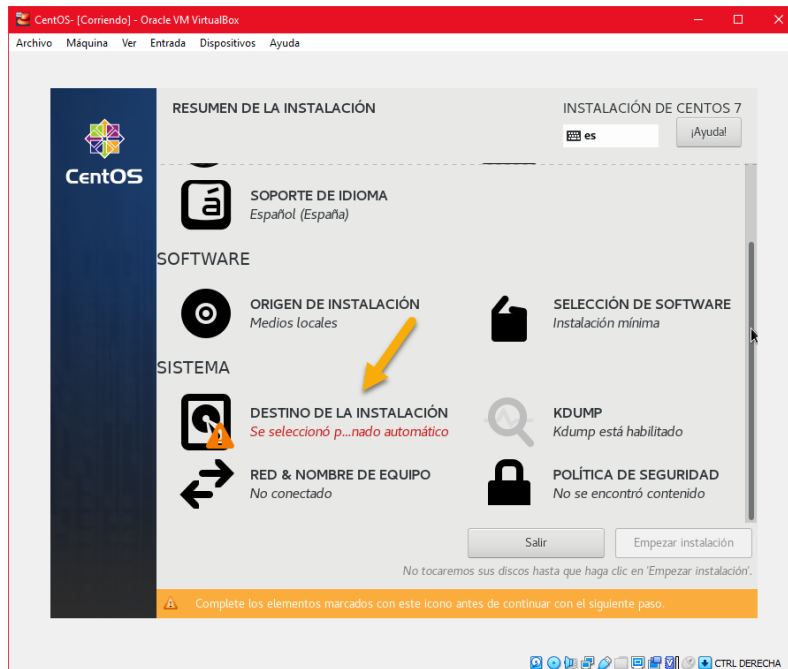 CentOS- [Corriendo] - Oracle VM VirtualBox
Archivo Máquina Ver Entrada Dispositivos Ayuda
RESUMEN DE LA INSTALACIÓN
INSTALACIÓN DE CENTOS 7
es
¡Ayuda!
CentOS
SOPORTE DE IDIOMA
Español (España)
SOFTWARE
ORIGEN DE INSTALACIÓN
Medios locales
SELECCIÓN DE SOFTWARE
Instalación mínima
SISTEMA
DESTINO DE LA INSTALACIÓN
Se seleccionó p...nado automático
KDUMP
Kdump está habilitado
RED & NOMBRE DE EQUIPO
No conectado
POLÍTICA DE SEGURIDAD
No se encontró contenido
Salir
Empezar instalación
No tocaremos sus discos hasta que haga clic en 'Empezar instalación'.
Complete los elementos marcados con este icono antes de continuar con el siguiente paso.
CTRL DERECHA